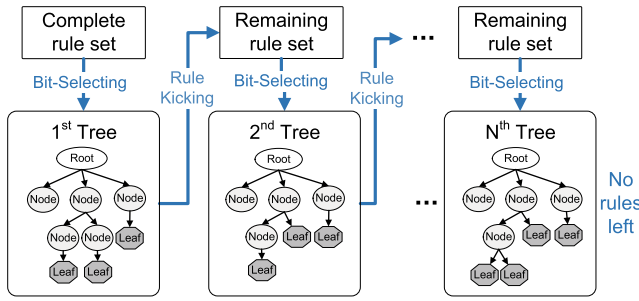 Complete
rule set
Remaining
rule set
...
Remaining
rule set
Bit-Selecting
Rule
Kicking
Bit-Selecting
Rule
Kicking
Bit-Selecting
1st Tree
Root
Node
Node
Node
Node
Node
Leaf
Leaf
Leaf
2nd Tree
Root
Node
Node
Node
Node
Leaf
Leaf
Leaf
...
Nth Tree
Root
Node
Node
Node
Node
Leaf
Leaf
Leaf
Leaf
No
rules
left